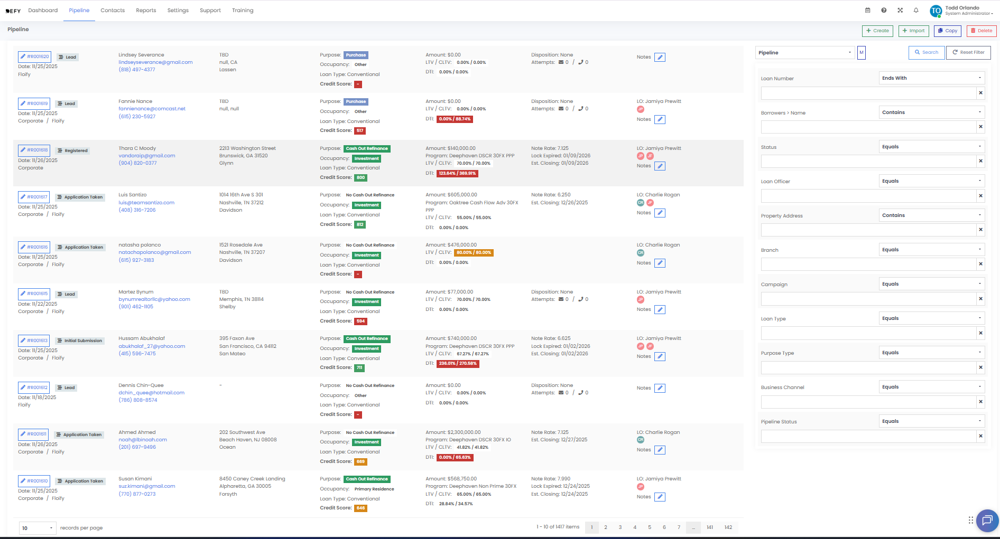 DEFY Dashboard Pipeline Contacts Reports Settings Support Training
TO Todd Orlando
System Administrator
Pipeline
Create Import Copy Delete
#R001620 Lead
Date: 11/25/2025
Floify
Lindsey Severance
lindseyseverance@gmail.com
(818) 497-4377
TBD
null, CA
Lassen
Purpose: Purchase
Occupancy: Other
Loan Type: Conventional
Credit Score: -
Amount: $0.00
LTV / CLTV: 0.00% / 0.00%
DTI: 0.00% / 0.00%
Disposition: None
Attempts: 0 / 0
Notes
#R001619 Lead
Date: 11/25/2025
Corporate / Floify
Fannie Nance
fannienance@comcast.net
(615) 230-5927
TBD
null, null
Purpose: Purchase
Occupancy: Other
Loan Type: Conventional
Credit Score: 517
Amount: $0.00
LTV / CLTV: 0.00% / 0.00%
DTI: 0.00% / 88.74%
Disposition: None
Attempts: 0 / 0
LO: Jamiya Prewitt
JP
Notes
#R001618 Registered
Date: 11/26/2025
Corporate
Thara C Moody
vandoraip@gmail.com
(904) 820-0377
2213 Washington Street
Brunswick, GA 31520
Glynn
Purpose: Cash Out Refinance
Occupancy: Investment
Loan Type: Conventional
Credit Score: 800
Amount: $140,000.00
Program: Deephaven DSCR 30FX PPP
LTV / CLTV: 70.00% / 70.00%
DTI: 123.64% / 369.91%
Note Rate: 7.125
Lock Expired: 01/09/2026
Est. Closing: 01/09/2026
LO: Jamiya Prewitt
JP JF
Notes
#R001617 Application Taken
Date: 11/25/2025
Corporate / Floify
Luis Santizo
luis@teamsantizo.com
(408) 316-7206
1014 16th Ave S 301
Nashville, TN 37212
Davidson
Purpose: No Cash Out Refinance
Occupancy: Investment
Loan Type: Conventional
Credit Score: 812
Amount: $605,000.00
Program: Oaktree Cash Flow Adv 30FX
PPP
LTV / CLTV: 55.00% / 55.00%
DTI: 0.00% / 0.00%
Note Rate: 6.250
Est. Closing: 12/26/2025
LO: Charlie Rogan
CR JF
Notes
#R001616 Application Taken
Date: 11/25/2025
Corporate / Floify
natasha polanco
natachapolanco@gmail.com
(615) 927-3183
1521 Rosedale Ave
Nashville, TN 37207
Davidson
Purpose: No Cash Out Refinance
Occupancy: Investment
Loan Type: Conventional
Credit Score: -
Amount: $476,000.00
LTV / CLTV: 80.00% / 80.00%
DTI: 0.00% / 0.00%
LO: Charlie Rogan
CR
Notes
#R001615 Lead
Date: 11/22/2025
Corporate / Floify
Martez Bynum
bynumrealtorllc@yahoo.com
(901) 462-1105
TBD
Memphis, TN 38114
Shelby
Purpose: No Cash Out Refinance
Occupancy: Investment
Loan Type: Conventional
Credit Score: 594
Amount: $77,000.00
LTV / CLTV: 70.00% / 70.00%
DTI: 0.00% / 0.00%
Disposition: None
Attempts: 0 / 0
LO: Jamiya Prewitt
JP
Notes
#R001613 Initial Submission
Date: 11/25/2025
Corporate / Floify
Hussam Abukhalaf
abukhalaf_27@yahoo.com
(415) 596-7475
395 Faxon Ave
San Francisco, CA 94112
San Mateo
Purpose: Cash Out Refinance
Occupancy: Investment
Loan Type: Conventional
Credit Score: 711
Amount: $740,000.00
Program: Deephaven DSCR 30FX PPP
LTV / CLTV: 67.27% / 67.27%
DTI: 236.01% / 270.58%
Note Rate: 6.625
Lock Expired: 01/02/2026
Est. Closing: 01/02/2026
LO: Jamiya Prewitt
JP JF
Notes
#R001612 Lead
Date: 11/18/2025
Floify
Dennis Chin-Quee
dchin_quee@hotmail.com
(786) 808-8574
-
Purpose: No Cash Out Refinance
Occupancy: Other
Loan Type: Conventional
Credit Score: -
Amount: $0.00
LTV / CLTV: 0.00% / 0.00%
DTI: 0.00% / 0.00%
Disposition: None
Attempts: 0 / 0
Notes
#R001611 Application Taken
Date: 11/26/2025
Corporate / Floify
Ahmed Ahmed
noah@lbinoah.com
(201) 697-9496
202 Southwest Ave
Beach Haven, NJ 08008
Ocean
Purpose: No Cash Out Refinance
Occupancy: Investment
Loan Type: Conventional
Credit Score: 669
Amount: $2,300,000.00
Program: Deephaven DSCR 30FX IO
LTV / CLTV: 41.82% / 41.82%
DTI: 0.00% / 65.63%
Note Rate: 7.125
Est. Closing: 12/27/2025
LO: Charlie Rogan
CR
Notes
#R001610 Application Taken
Date: 11/25/2025
Corporate / Floify
Susan Kimani
suz.kimani@gmail.com
(770) 877-0273
8450 Caney Creek Landing
Alpharetta, GA 30005
Forsyth
Purpose: Cash Out Refinance
Occupancy: Primary Residence
Loan Type: Conventional
Credit Score: 646
Amount: $568,750.00
Program: Deephaven Non Prime 30FX
LTV / CLTV: 65.00% / 65.00%
DTI: 28.84% / 34.57%
Note Rate: 7.990
Lock Expired: 12/24/2025
Est. Closing: 12/24/2025
LO: Jamiya Prewitt
JP
Notes
10 records per page
1 - 10 of 1417 items 1 2 3 4 5 6 7 ... 141 142
Pipeline M Search Reset Filter
Loan Number Ends With
Borrowers > Name Contains
Status Equals
Loan Officer Equals
Property Address Contains
Branch Equals
Campaign Equals
Loan Type Equals
Purpose Type Equals
Business Channel Equals
Pipeline Status Equals